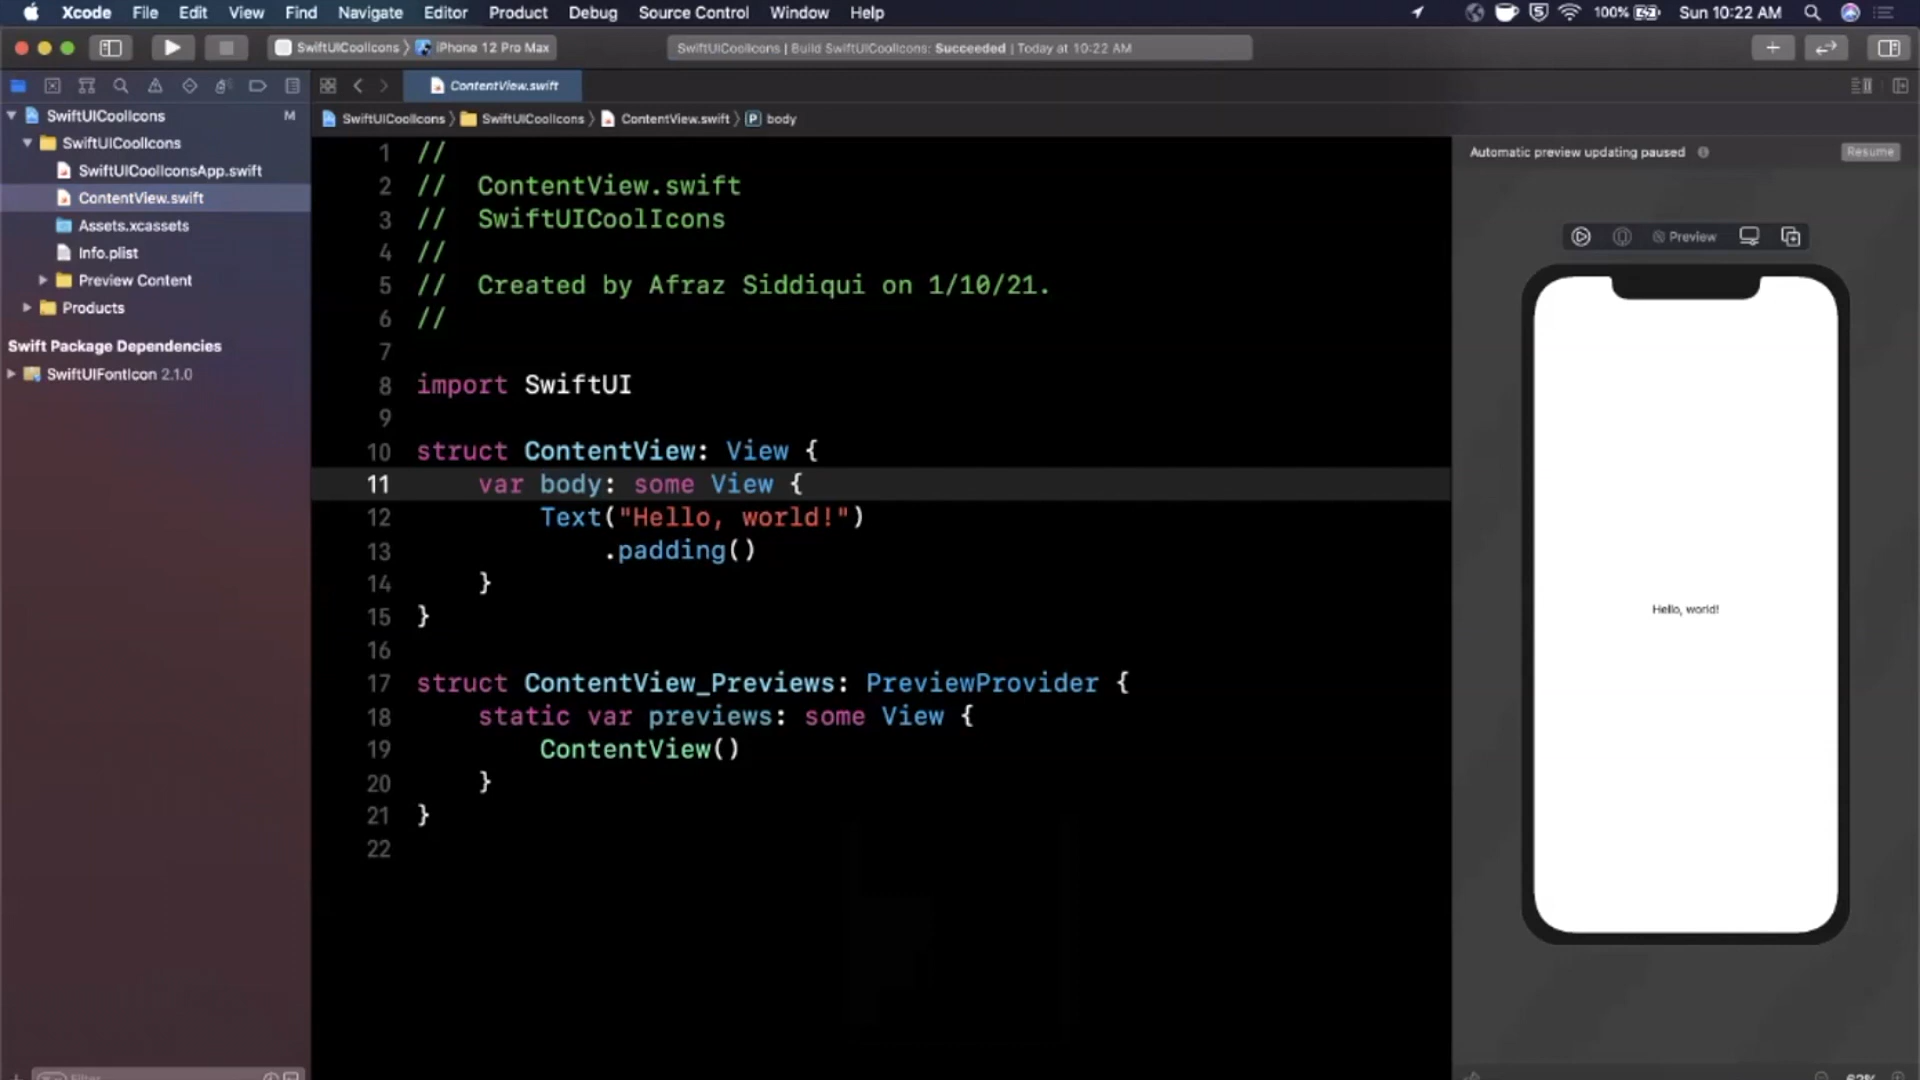 Xcode File Edit View Find Navigate Editor Product Debug Source Control Window Help 100% Sun 10:22 AM
SwiftUICoolIcons 〉 iPhone 12 Pro Max
SwiftUICoolIcons | Build SwiftUICoolIcons: Succeeded | Today at 10:22 AM
ContentView.swift
SwiftUICoolIcons 〉 SwiftUICoolIcons 〉 ContentView.swift 〉 P body
SwiftUICoolIcons M
SwiftUICoolIcons
SwiftUICoolIconsApp.swift
ContentView.swift
Assets.xcassets
Info.plist
Preview Content
Products
Swift Package Dependencies
SwiftUIFontIcon 2.1.0
Filter
1 //
2 //  ContentView.swift
3 //  SwiftUICoolIcons
4 //
5 //  Created by Afraz Siddiqui on 1/10/21.
6 //
7
8 import SwiftUI
9
10 struct ContentView: View {
11     var body: some View {
12         Text("Hello, world!")
13             .padding()
14     }
15 }
16
17 struct ContentView_Previews: PreviewProvider {
18     static var previews: some View {
19         ContentView()
20     }
21 }
22
Automatic preview updating paused Resume
Preview
Hello, world!